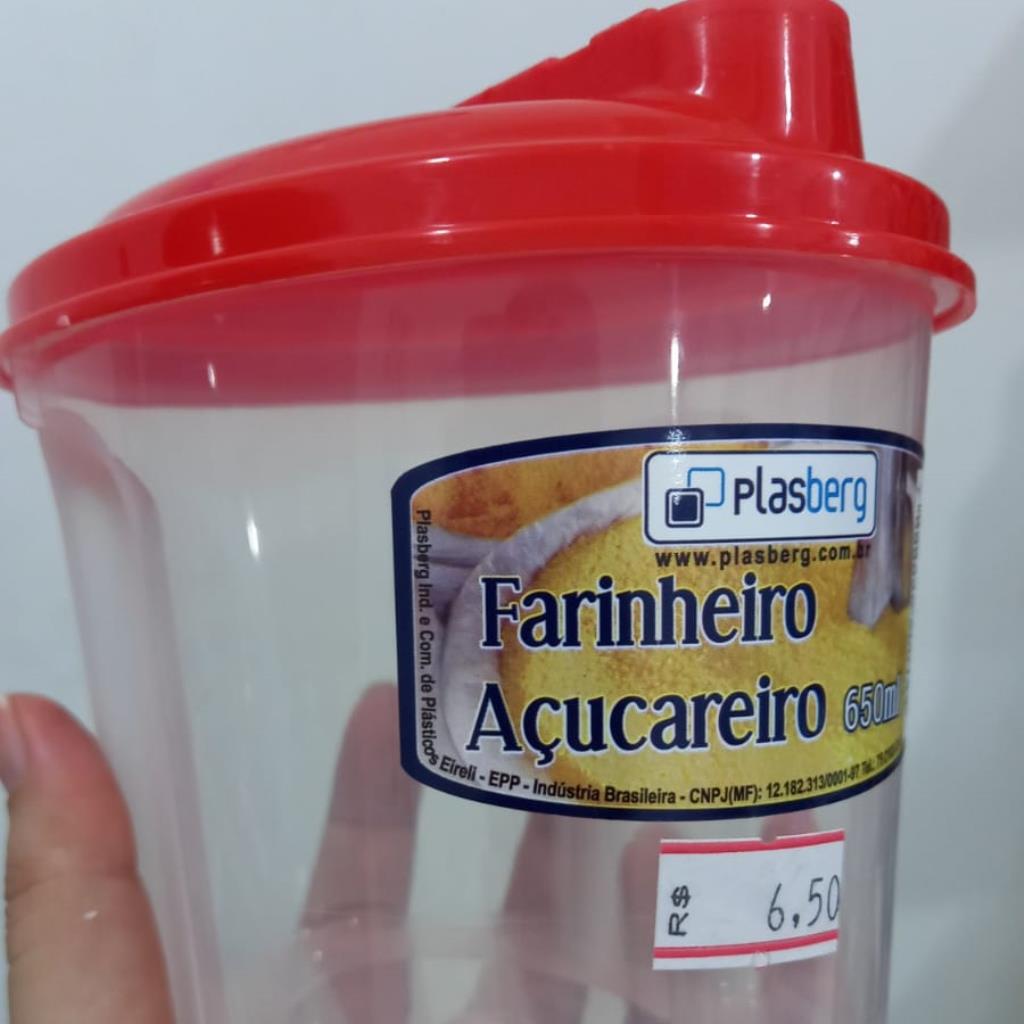 plasberg
www.plasberg.com.br
Farinheiro
Açucareiro 650ml
Plasberg Ind. e Com. de Plásticos Eireli - EPP - Indústria Brasileira - CNPJ(MF): 12.182.313/0001-97 Tel.:
R$ 6,50